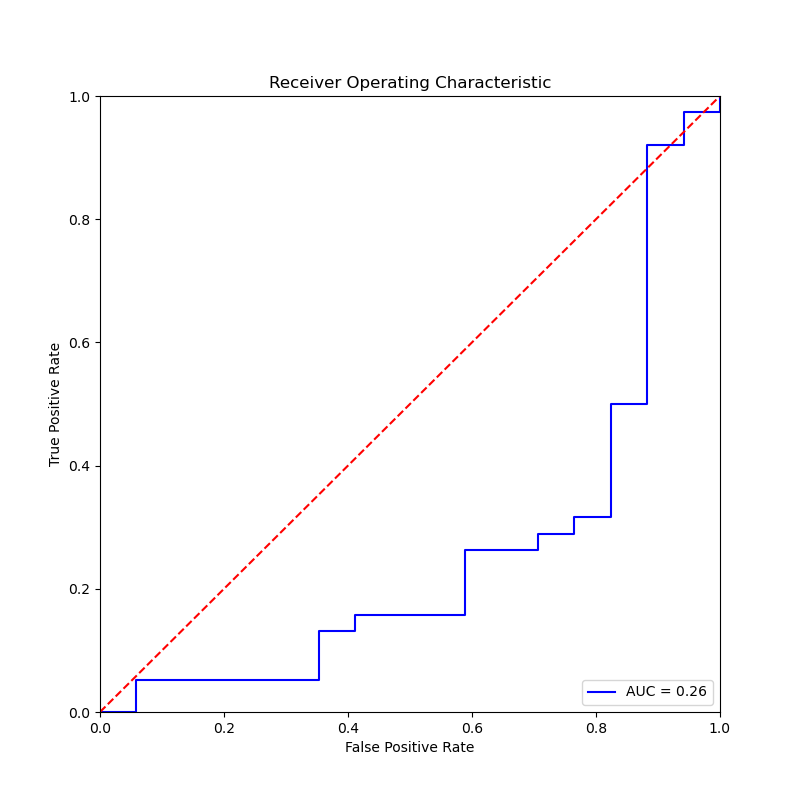 Receiver Operating Characteristic
True Positive Rate
1.0
0.8
0.6
0.4
0.2
0.0
AUC = 0.26
0.0 0.2 0.4 0.6 0.8 1.0
False Positive Rate